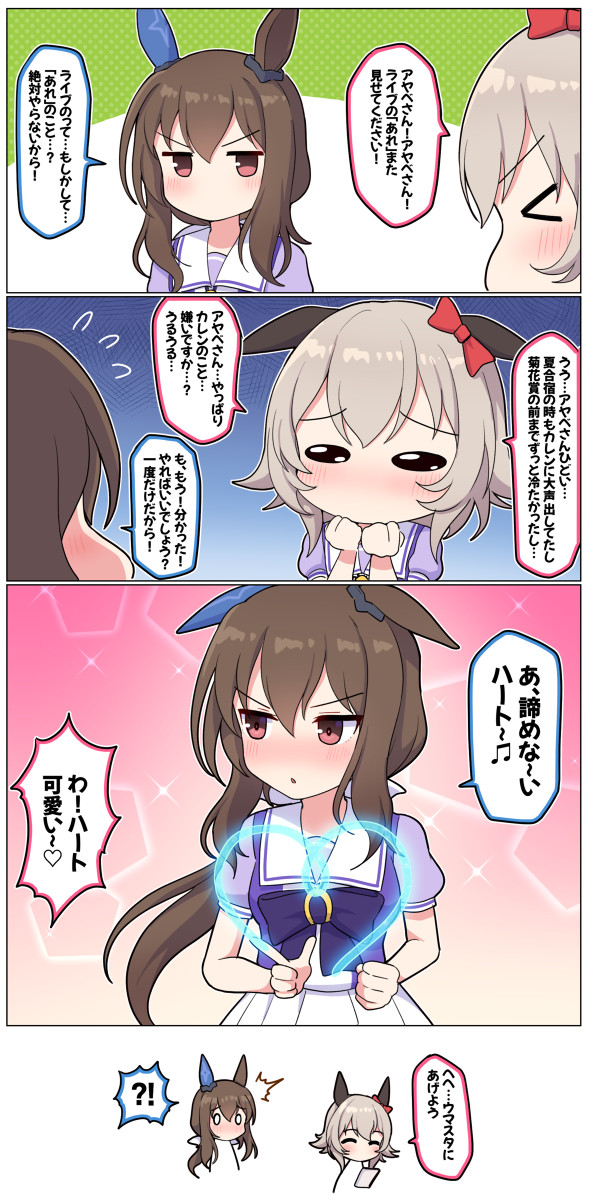 アヤベさん!アヤベさん!
ライブの「あれ」また
見せてください!
ライブのって…もしかして…
「あれ」のこと…?
絶対やらないから!
うう…アヤベさんひどい…
夏合宿の時もカレンに大声出してたし
菊花賞の前までずっと冷たかったし…
アヤベさん…やっぱり
カレンのこと…
嫌いですか…?
うるうる…
も、もう!分かった!
やればいいでしょう?
一度だけだから!
あ、諦めな〜い
ハート〜♫
わ!ハート
可愛い〜♡
へへ…ウマスタに
あげよう
?!